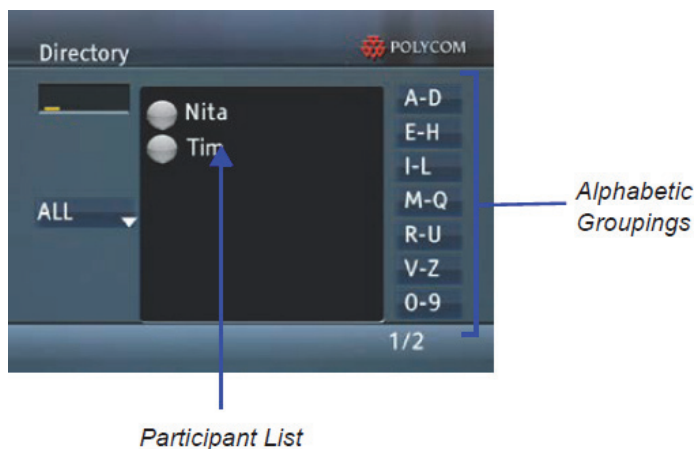 Directory
POLYCOM
Nita
Tim
ALL
A-D
E-H
I-L
M-Q
R-U
V-Z
0-9
1/2
Alphabetic
Groupings
Participant List